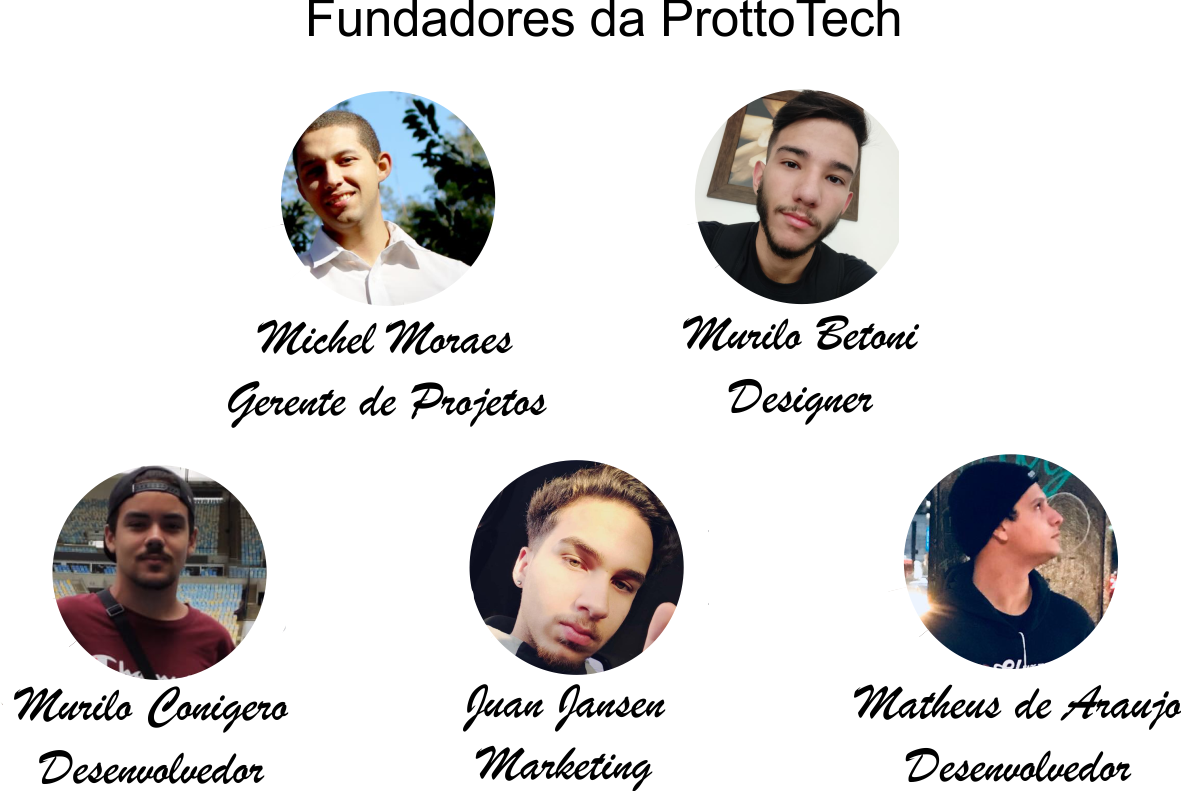 Fundadores da ProttoTech
Michel Moraes
Gerente de Projetos
Murilo Betoni
Designer
Murilo Conigero
Desenvolvedor
Juan Jansen
Marketing
Matheus de Araujo
Desenvolvedor